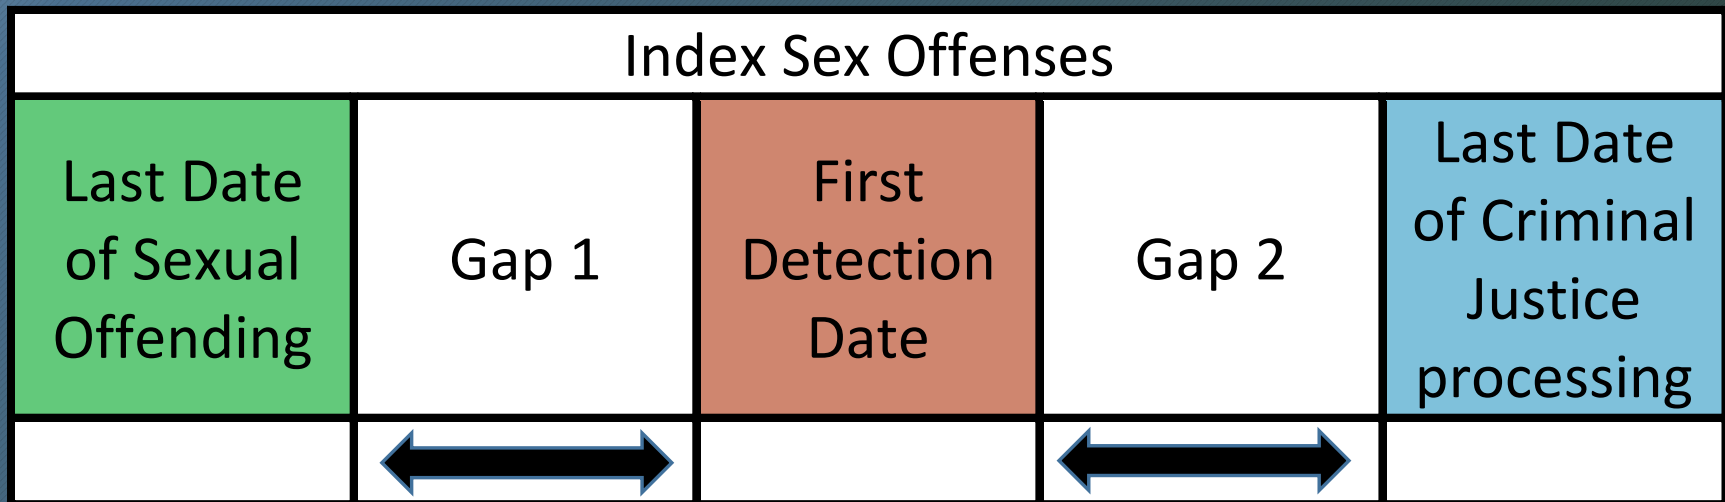 Index Sex Offenses
Last Date
of Sexual
Offending
Gap 1
First
Detection
Date
Gap 2
Last Date
of Criminal
Justice
processing